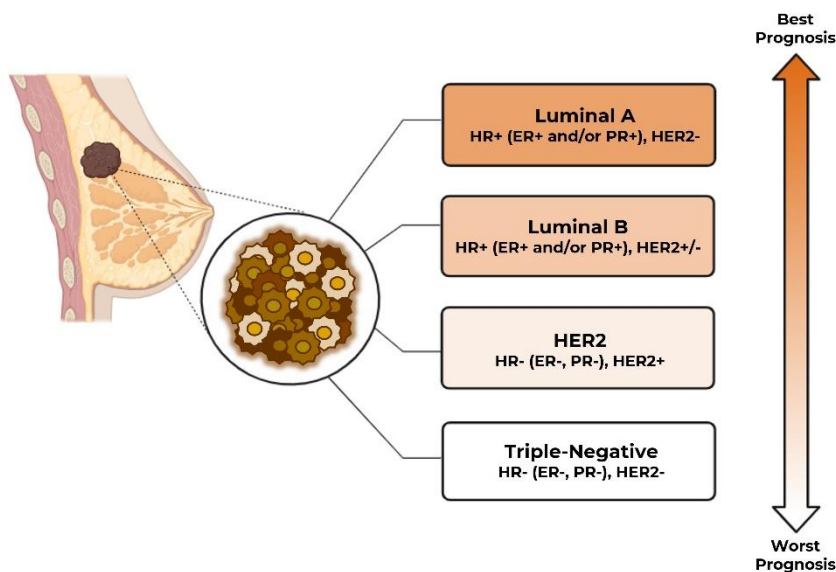 Best
Prognosis
Luminal A
HR+ (ER+ and/or PR+), HER2-
Luminal B
HR+ (ER+ and/or PR+), HER2+/-
HER2
HR- (ER-, PR-), HER2+
Triple-Negative
HR- (ER-, PR-), HER2-
Worst
Prognosis